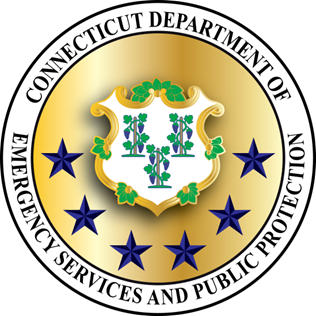 CONNECTICUT DEPARTMENT OF
EMERGENCY SERVICES AND PUBLIC PROTECTION